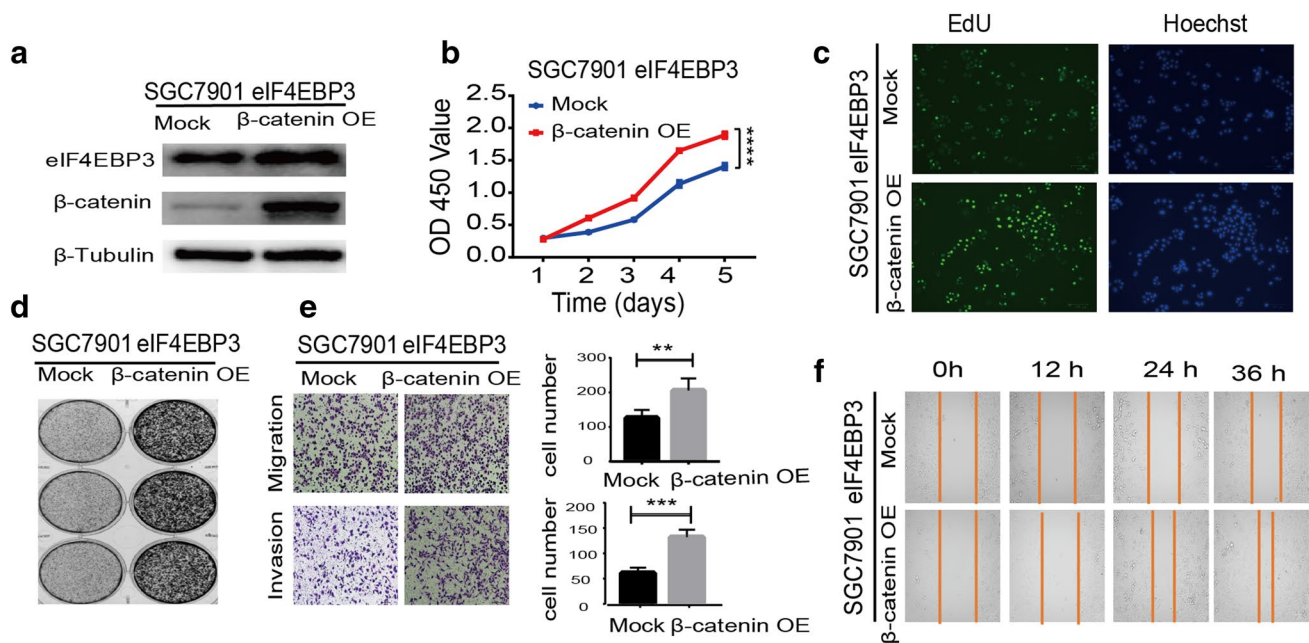 a
SGC7901 eIF4EBP3
Mock β-catenin OE
eIF4EBP3
β-catenin
β-Tubulin
b
SGC7901 eIF4EBP3
Mock
β-catenin OE
OD 450 Value
2.5
2.0
1.5
1.0
0.5
0.0
1 2 3 4 5
Time (days)
****
c
EdU Hoechst
SGC7901 eIF4EBP3
Mock
β-catenin OE
d
SGC7901 eIF4EBP3
Mock β-catenin OE
e
SGC7901 eIF4EBP3
Mock β-catenin OE
Migration
Invasion
cell number
300
200
100
0
**
Mock β-catenin OE
cell number
200
150
100
50
0
***
Mock β-catenin OE
f
0h 12 h 24 h 36 h
SGC7901 eIF4EBP3
Mock
β-catenin OE